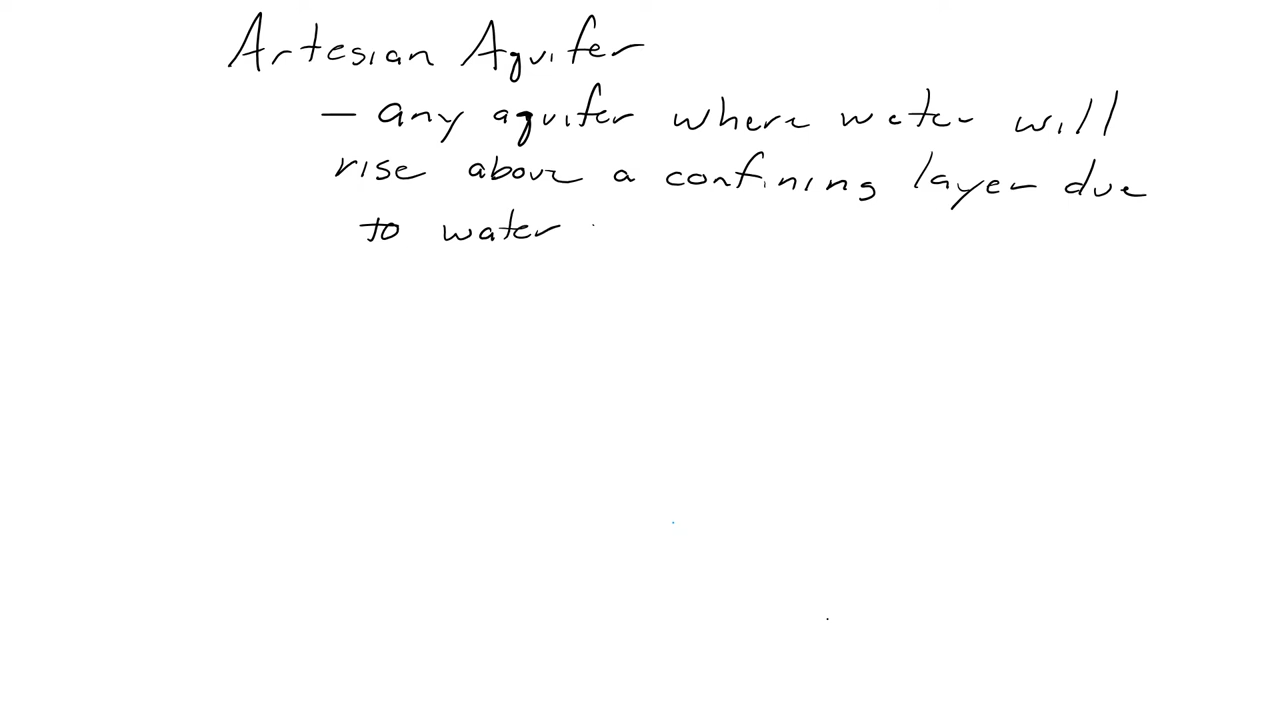 Artesian Aquifer
- any aquifer where water will
rise above a confining layer due
to water